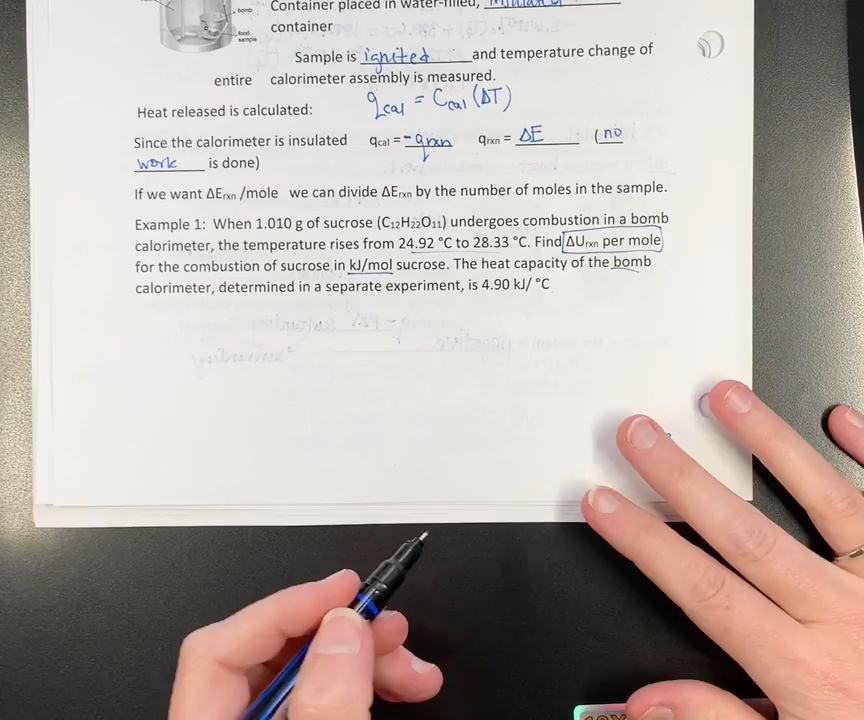 bomb
food
sample
Container placed in water-filled,
container
Sample is ignited and temperature change of
entire calorimeter assembly is measured.
Heat released is calculated: qcal = Ccal (ΔT)
Since the calorimeter is insulated qcal = -qrxn qrxn = ΔE (no
work is done)
If we want ΔErxn /mole we can divide ΔErxn by the number of moles in the sample.
Example 1: When 1.010 g of sucrose (C12H22O11) undergoes combustion in a bomb
calorimeter, the temperature rises from 24.92 °C to 28.33 °C. Find ΔUrxn per mole
for the combustion of sucrose in kJ/mol sucrose. The heat capacity of the bomb
calorimeter, determined in a separate experiment, is 4.90 kJ/ °C